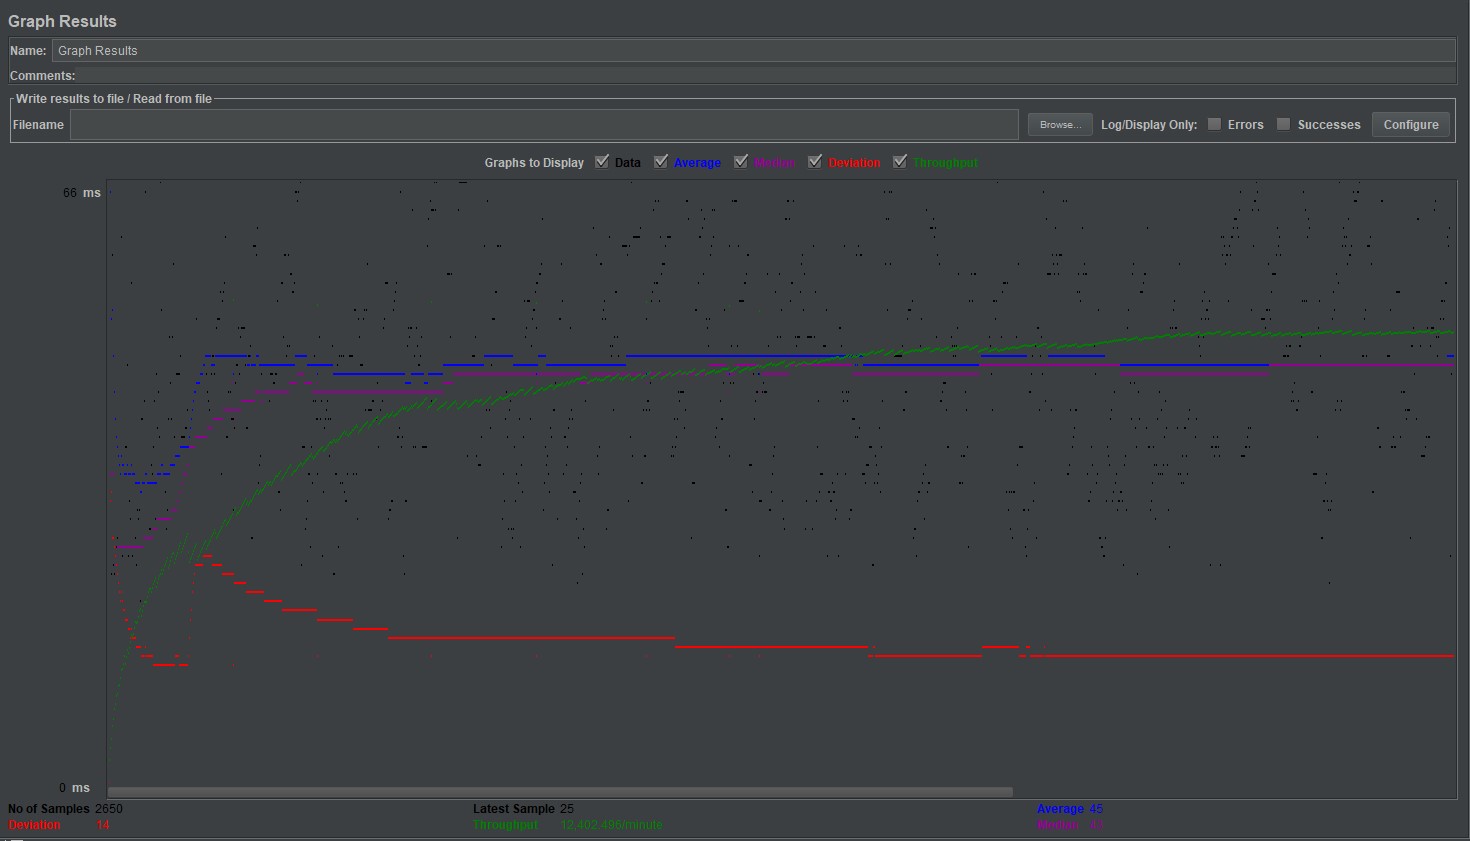 Graph Results
Name: Graph Results
Comments:
Write results to file / Read from file
Filename Browse... Log/Display Only: Errors Successes Configure
Graphs to Display Data Average Median Deviation Throughput
66 ms
0 ms
No of Samples 2650 Latest Sample 25 Average 45
Deviation 14 Throughput 12,402.496/minute Median